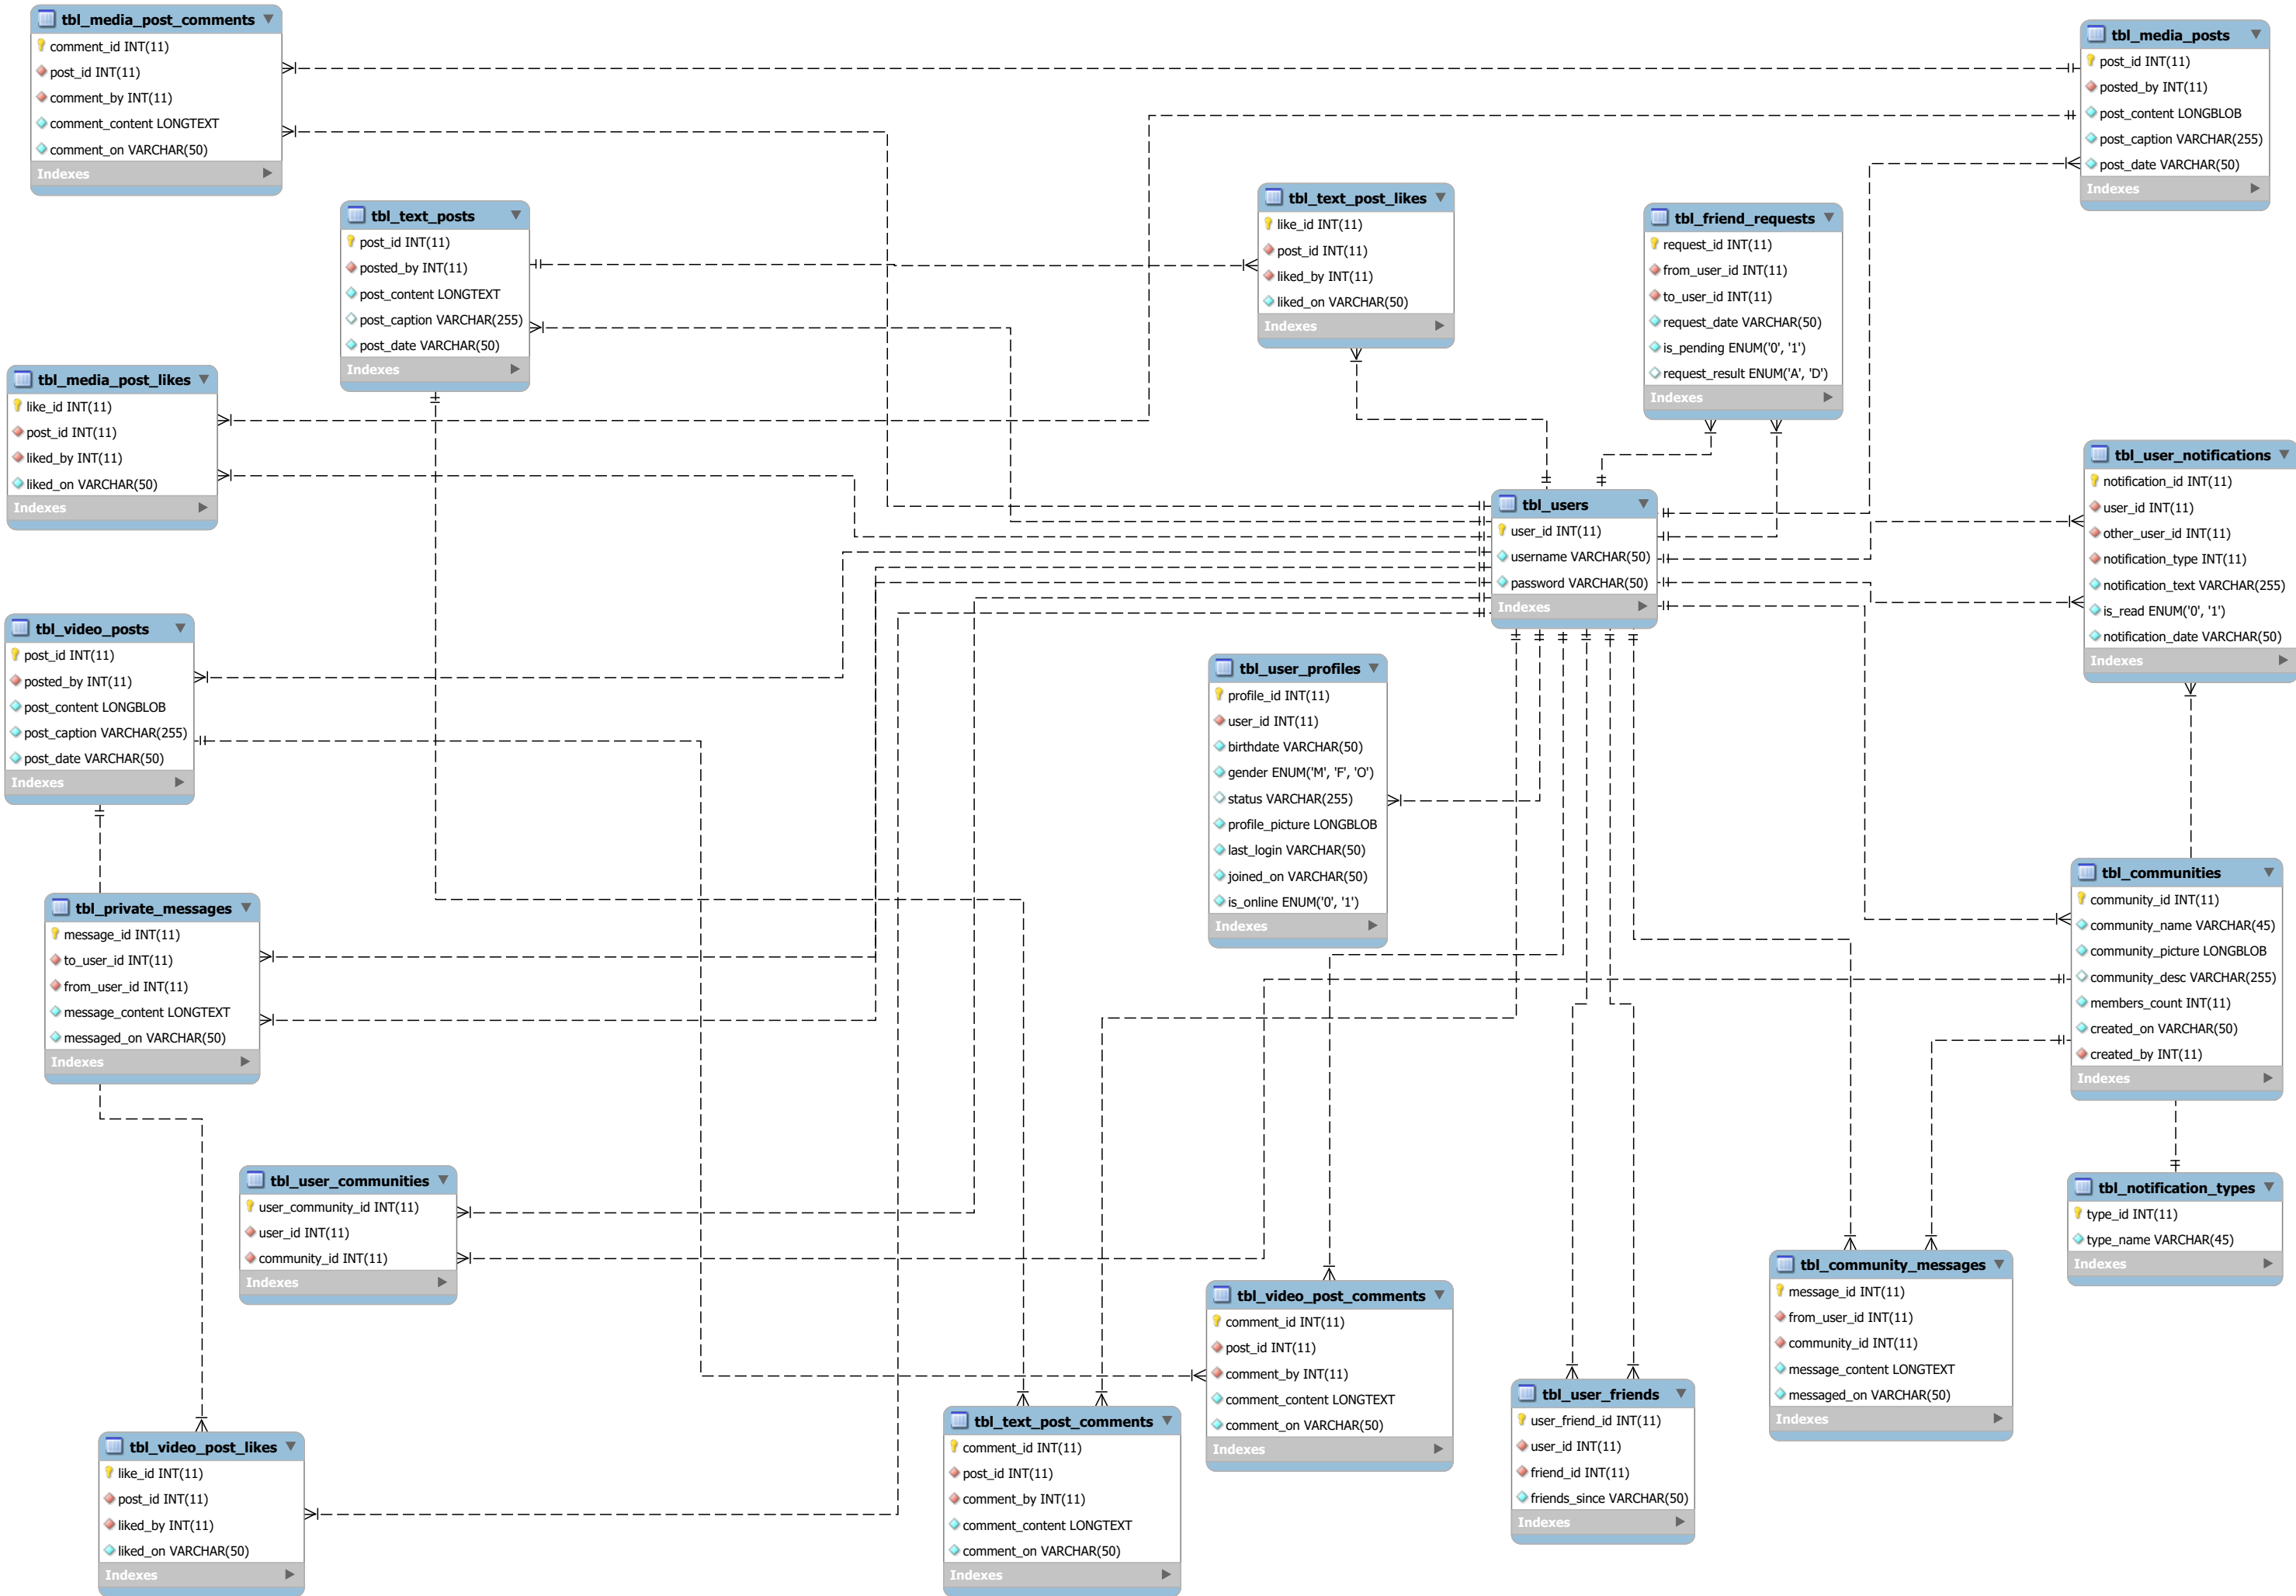 tbl_media_post_comments
comment_id INT(11)
post_id INT(11)
comment_by INT(11)
comment_content LONGTEXT
comment_on VARCHAR(50)
Indexes
tbl_media_posts
post_id INT(11)
posted_by INT(11)
post_content LONGBLOB
post_caption VARCHAR(255)
post_date VARCHAR(50)
Indexes
tbl_text_posts
post_id INT(11)
posted_by INT(11)
post_content LONGTEXT
post_caption VARCHAR(255)
post_date VARCHAR(50)
Indexes
tbl_text_post_likes
like_id INT(11)
post_id INT(11)
liked_by INT(11)
liked_on VARCHAR(50)
Indexes
tbl_friend_requests
request_id INT(11)
from_user_id INT(11)
to_user_id INT(11)
request_date VARCHAR(50)
is_pending ENUM('0', '1')
request_result ENUM('A', 'D')
Indexes
tbl_media_post_likes
like_id INT(11)
post_id INT(11)
liked_by INT(11)
liked_on VARCHAR(50)
Indexes
tbl_user_notifications
notification_id INT(11)
user_id INT(11)
other_user_id INT(11)
notification_type INT(11)
notification_text VARCHAR(255)
is_read ENUM('0', '1')
notification_date VARCHAR(50)
Indexes
tbl_users
user_id INT(11)
username VARCHAR(50)
password VARCHAR(50)
Indexes
tbl_video_posts
post_id INT(11)
posted_by INT(11)
post_content LONGBLOB
post_caption VARCHAR(255)
post_date VARCHAR(50)
Indexes
tbl_user_profiles
profile_id INT(11)
user_id INT(11)
birthdate VARCHAR(50)
gender ENUM('M', 'F', 'O')
status VARCHAR(255)
profile_picture LONGBLOB
last_login VARCHAR(50)
joined_on VARCHAR(50)
is_online ENUM('0', '1')
Indexes
tbl_communities
community_id INT(11)
community_name VARCHAR(45)
community_picture LONGBLOB
community_desc VARCHAR(255)
members_count INT(11)
created_on VARCHAR(50)
created_by INT(11)
Indexes
tbl_private_messages
message_id INT(11)
to_user_id INT(11)
from_user_id INT(11)
message_content LONGTEXT
messaged_on VARCHAR(50)
Indexes
tbl_user_communities
user_community_id INT(11)
user_id INT(11)
community_id INT(11)
Indexes
tbl_notification_types
type_id INT(11)
type_name VARCHAR(45)
Indexes
tbl_community_messages
message_id INT(11)
from_user_id INT(11)
community_id INT(11)
message_content LONGTEXT
messaged_on VARCHAR(50)
Indexes
tbl_video_post_comments
comment_id INT(11)
post_id INT(11)
comment_by INT(11)
comment_content LONGTEXT
comment_on VARCHAR(50)
Indexes
tbl_user_friends
user_friend_id INT(11)
user_id INT(11)
friend_id INT(11)
friends_since VARCHAR(50)
Indexes
tbl_text_post_comments
comment_id INT(11)
post_id INT(11)
comment_by INT(11)
comment_content LONGTEXT
comment_on VARCHAR(50)
Indexes
tbl_video_post_likes
like_id INT(11)
post_id INT(11)
liked_by INT(11)
liked_on VARCHAR(50)
Indexes